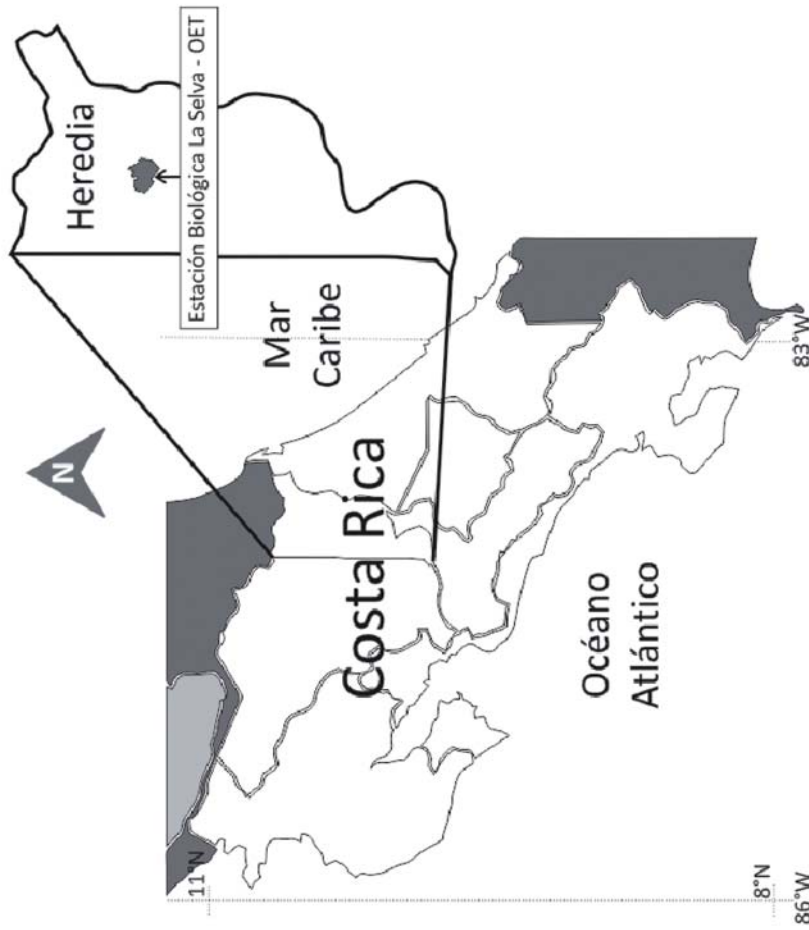 N
Heredia
Estación Biológica La Selva - OET
Mar
Caribe
Costa Rica
Océano
Atlántico
11°N
8°N
86°W
83°W